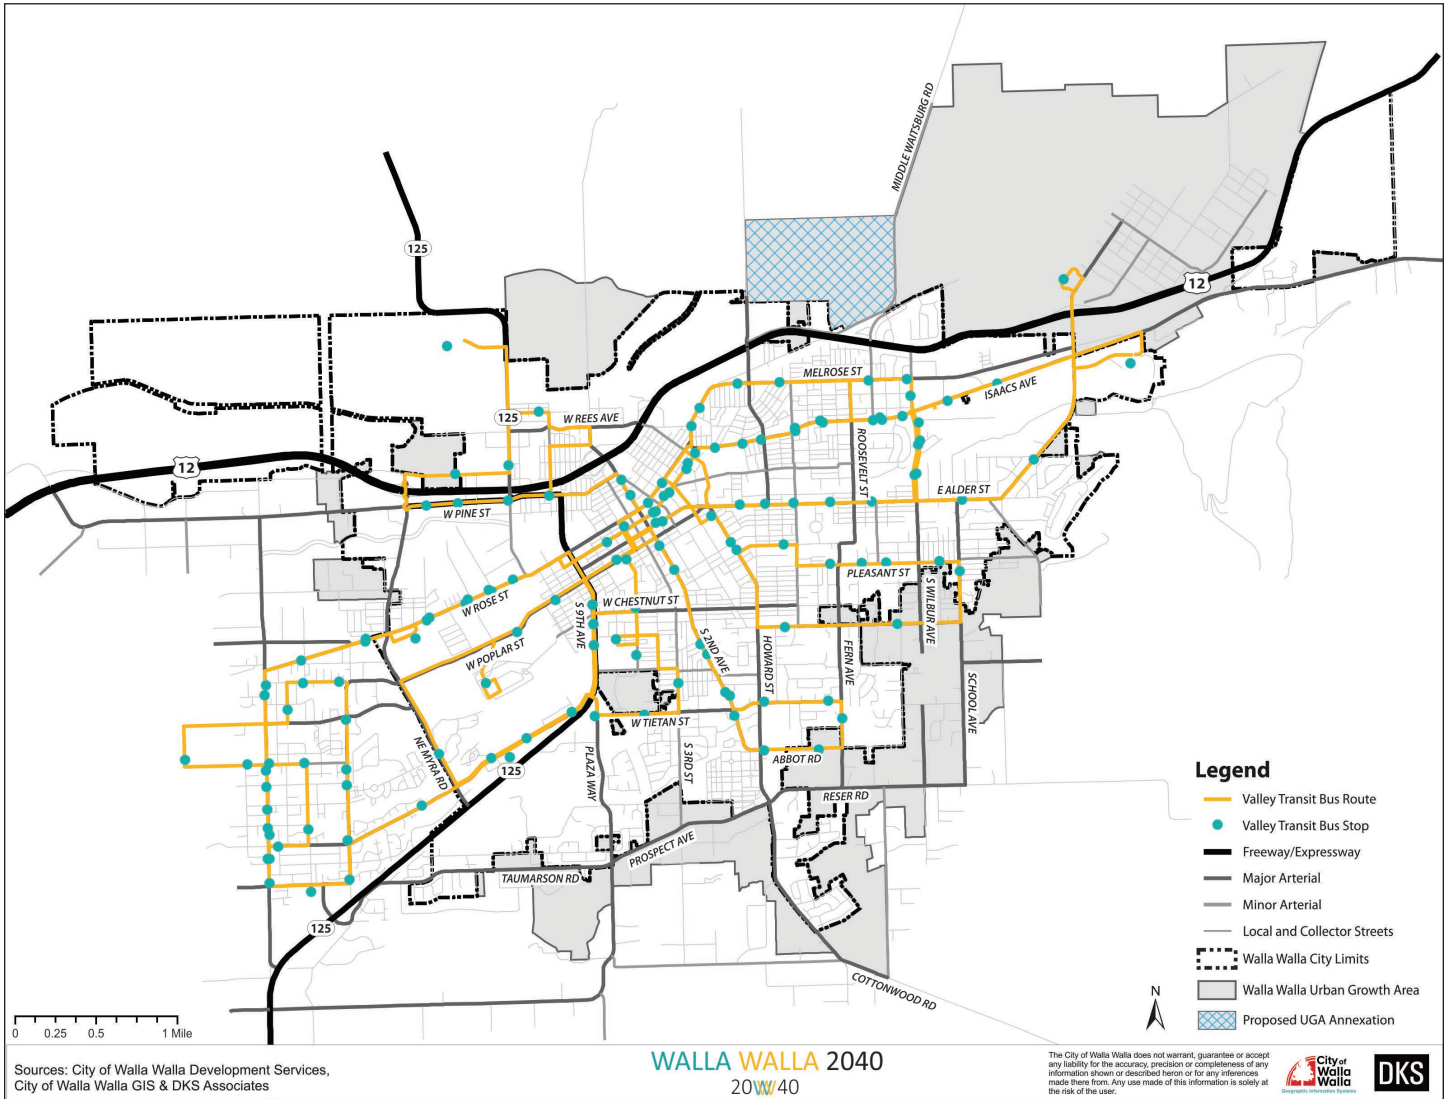 MIDDLE WAITSBURG RD
125
12
MELROSE ST
ISAACS AVE
125
W REES AVE
12
ROOSEVELT ST
E ALDER ST
W PINE ST
PLEASANT ST
S WILBUR AVE
W ROSE ST
W CHESTNUT ST
S 9TH AVE
S 2ND AVE
HOWARD ST
FERN AVE
W POPLAR ST
SCHOOL AVE
W TIETAN ST
NE MYRA RD
125
PLAZA WAY
S 3RD ST
ABBOT RD
RESER RD
PROSPECT AVE
TAUMARSON RD
125
COTTONWOOD RD
Legend
Valley Transit Bus Route
Valley Transit Bus Stop
Freeway/Expressway
Major Arterial
Minor Arterial
Local and Collector Streets
Walla Walla City Limits
Walla Walla Urban Growth Area
Proposed UGA Annexation
N
0 0.25 0.5 1 Mile
Sources: City of Walla Walla Development Services,
City of Walla Walla GIS & DKS Associates
WALLA WALLA 2040
20WW40
The City of Walla Walla does not warrant, guarantee or accept
any liability for the accuracy, precision or completeness of any
information shown or described heron or for any inferences
made there from. Any use made of this information is solely at
the risk of the user.
City of
Walla
Walla
Geographic Information Systems
DKS